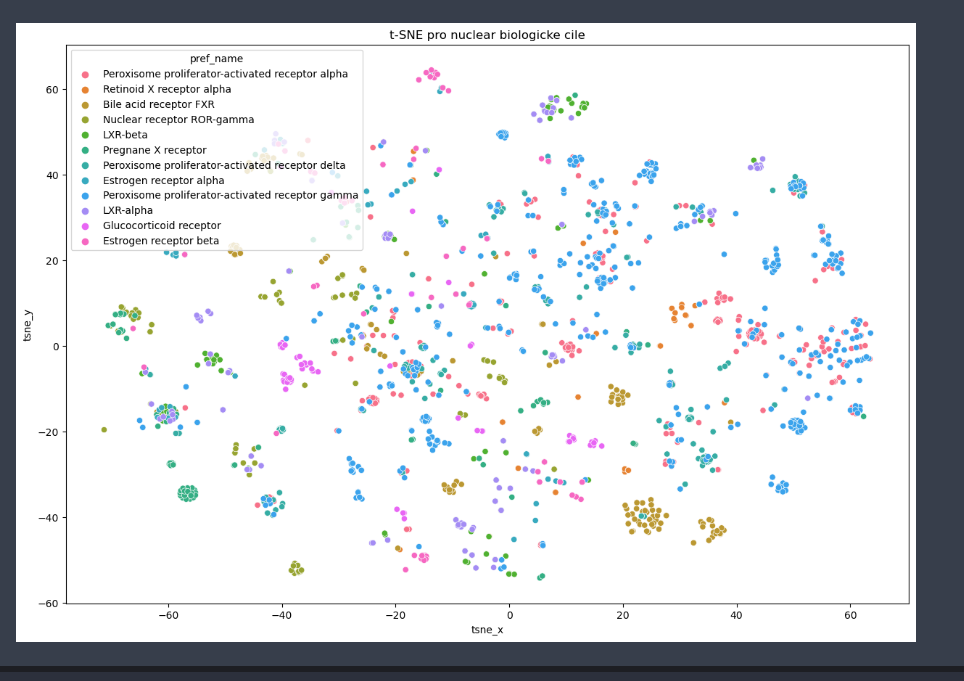 t-SNE pro nuclear biologicke cile
pref_name
Peroxisome proliferator-activated receptor alpha
Retinoid X receptor alpha
Bile acid receptor FXR
Nuclear receptor ROR-gamma
LXR-beta
Pregnane X receptor
Peroxisome proliferator-activated receptor delta
Estrogen receptor alpha
Peroxisome proliferator-activated receptor gamma
LXR-alpha
Glucocorticoid receptor
Estrogen receptor beta
60
40
20
0
−20
−40
−60
tsne_y
−60 −40 −20 0 20 40 60
tsne_x